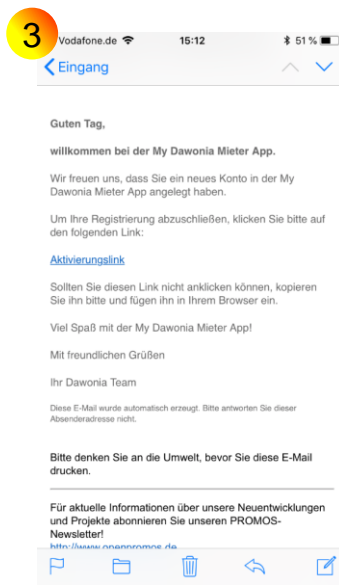 3
Vodafone.de 15:12 51 %
Eingang
Guten Tag,
willkommen bei der My Dawonia Mieter App.
Wir freuen uns, dass Sie ein neues Konto in der My
Dawonia Mieter App angelegt haben.
Um Ihre Registrierung abzuschließen, klicken Sie bitte auf
den folgenden Link:
Aktivierungslink
Sollten Sie diesen Link nicht anklicken können, kopieren
Sie ihn bitte und fügen ihn in Ihrem Browser ein.
Viel Spaß mit der My Dawonia Mieter App!
Mit freundlichen Grüßen
Ihr Dawonia Team
Diese E-Mail wurde automatisch erzeugt. Bitte antworten Sie dieser
Absenderadresse nicht.
Bitte denken Sie an die Umwelt, bevor Sie diese E-Mail
drucken.
Für aktuelle Informationen über unsere Neuentwicklungen
und Projekte abonnieren Sie unseren PROMOS-
Newsletter!
http://www.openpromos.de